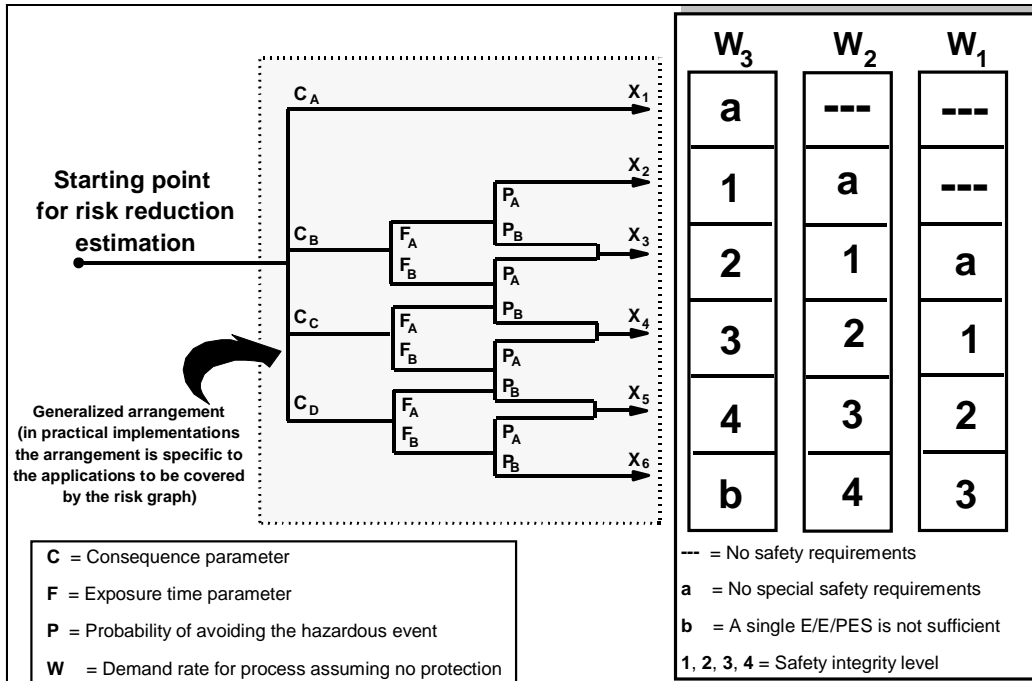 Starting point
for risk reduction
estimation
Generalized arrangement
(in practical implementations
the arrangement is specific to
the applications to be covered
by the risk graph)
C_A
X_1
X_2
P_A
C_B
F_A
P_B
X_3
F_B
P_A
P_B
C_C
F_A
X_4
F_B
P_A
P_B
C_D
F_A
X_5
F_B
P_A
P_B
X_6
C = Consequence parameter
F = Exposure time parameter
P = Probability of avoiding the hazardous event
W = Demand rate for process assuming no protection
W_3 W_2 W_1
a --- ---
1 a ---
2 1 a
3 2 1
4 3 2
b 4 3
--- = No safety requirements
a = No special safety requirements
b = A single E/E/PES is not sufficient
1, 2, 3, 4 = Safety integrity level